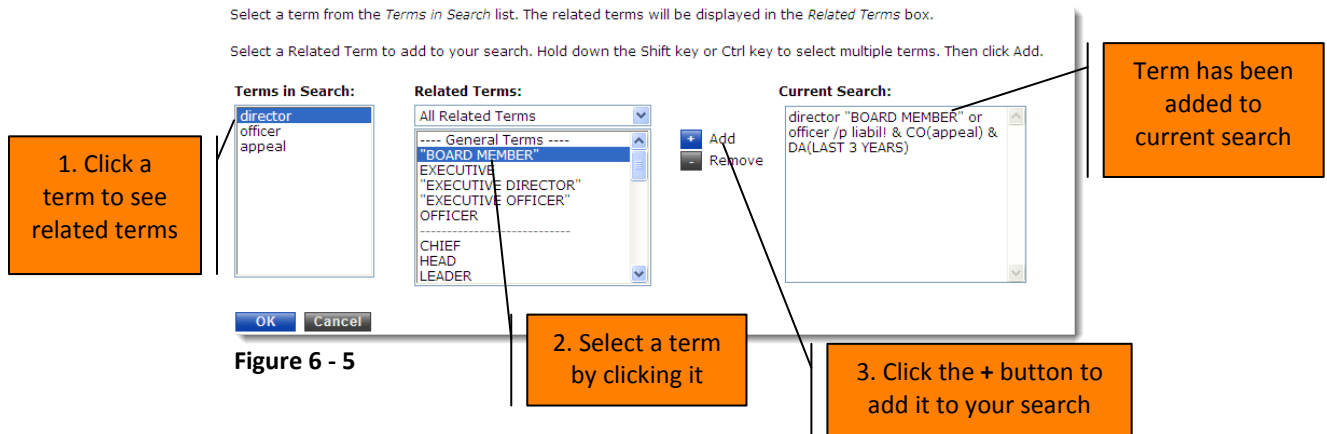 Select a term from the Terms in Search list. The related terms will be displayed in the Related Terms box.
Select a Related Term to add to your search. Hold down the Shift key or Ctrl key to select multiple terms. Then click Add.
Terms in Search:
director
officer
appeal
Related Terms:
All Related Terms
---- General Terms ----
"BOARD MEMBER"
EXECUTIVE
"EXECUTIVE DIRECTOR"
"EXECUTIVE OFFICER"
OFFICER
---------------------------
CHIEF
HEAD
LEADER
+ Add
- Remove
Current Search:
director "BOARD MEMBER" or
officer /p liabil! & CO(appeal) &
DA(LAST 3 YEARS)
OK Cancel
Term has been
added to
current search
1. Click a
term to see
related terms
2. Select a term
by clicking it
3. Click the + button to
add it to your search
Figure 6 - 5